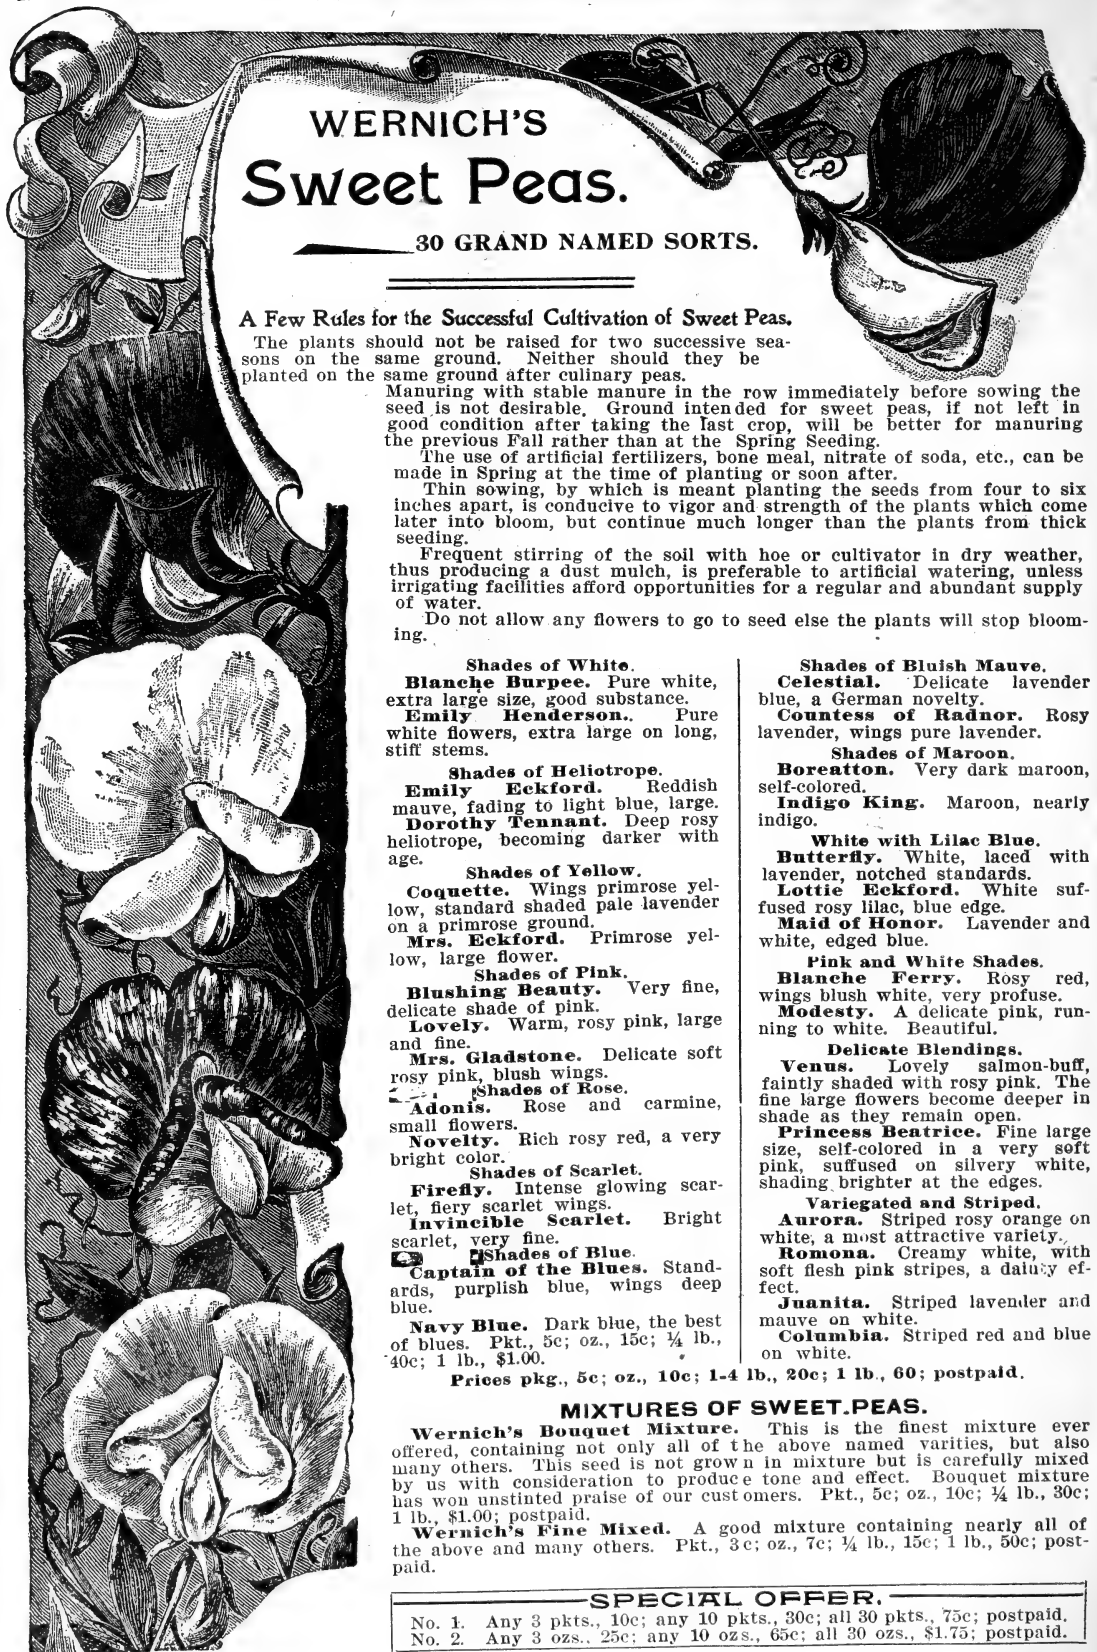 WERNICH'S
Sweet Peas.
30 GRAND NAMED SORTS.
A Few Rules for the Successful Cultivation of Sweet Peas.
The plants should not be raised for two successive sea-
sons on the same ground. Neither should they be
planted on the same ground after culinary peas.
Manuring with stable manure in the row immediately before sowing the
seed is not desirable. Ground intended for sweet peas, if not left in
good condition after taking the last crop, will be better for manuring
the previous Fall rather than at the Spring Seeding.
The use of artificial fertilizers, bone meal, nitrate of soda, etc., can be
made in Spring at the time of planting or soon after.
Thin sowing, by which is meant planting the seeds from four to six
inches apart, is conducive to vigor and strength of the plants which come
later into bloom, but continue much longer than the plants from thick
seeding.
Frequent stirring of the soil with hoe or cultivator in dry weather,
thus producing a dust mulch, is preferable to artificial watering, unless
irrigating facilities afford opportunities for a regular and abundant supply
of water.
Do not allow any flowers to go to seed else the plants will stop bloom-
ing.
Shades of White.
Blanche Burpee. Pure white,
extra large size, good substance.
Emily Henderson. Pure
white flowers, extra large on long,
stiff stems.
Shades of Heliotrope.
Emily Eckford. Reddish
mauve, fading to light blue, large.
Dorothy Tennant. Deep rosy
heliotrope, becoming darker with
age.
Shades of Yellow.
Coquette. Wings primrose yel-
low, standard shaded pale lavender
on a primrose ground.
Mrs. Eckford. Primrose yel-
low, large flower.
Shades of Pink.
Blushing Beauty. Very fine,
delicate shade of pink.
Lovely. Warm, rosy pink, large
and fine.
Mrs. Gladstone. Delicate soft
rosy pink, blush wings.
Shades of Rose.
Adonis. Rose and carmine,
small flowers.
Novelty. Rich rosy red, a very
bright color.
Shades of Scarlet.
Firefly. Intense glowing scar-
let, fiery scarlet wings.
Invincible Scarlet. Bright
scarlet, very fine.
Shades of Blue.
Captain of the Blues. Stand-
ards, purplish blue, wings deep
blue.
Navy Blue. Dark blue, the best
of blues. Pkt., 5c; oz., 15c; ¼ lb.,
40c; 1 lb., $1.00.
Shades of Bluish Mauve.
Celestial. Delicate lavender
blue, a German novelty.
Countess of Radnor. Rosy
lavender, wings pure lavender.
Shades of Maroon.
Boreatton. Very dark maroon,
self-colored.
Indigo King. Maroon, nearly
indigo.
White with Lilac Blue.
Butterfly. White, laced with
lavender, notched standards.
Lottie Eckford. White suf-
fused rosy lilac, blue edge.
Maid of Honor. Lavender and
white, edged blue.
Pink and White Shades.
Blanche Ferry. Rosy red,
wings blush white, very profuse.
Modesty. A delicate pink, run-
ning to white. Beautiful.
Delicate Blendings.
Venus. Lovely salmon-buff,
faintly shaded with rosy pink. The
fine large flowers become deeper in
shade as they remain open.
Princess Beatrice. Fine large
size, self-colored in a very soft
pink, suffused on silvery white,
shading brighter at the edges.
Variegated and Striped.
Aurora. Striped rosy orange on
white, a most attractive variety.
Romona. Creamy white, with
soft flesh pink stripes, a dainty ef-
fect.
Juanita. Striped lavender and
mauve on white.
Columbia. Striped red and blue
on white.
Prices pkg., 5c; oz., 10c; 1-4 lb., 20c; 1 lb., 60; postpaid.
MIXTURES OF SWEET PEAS.
Wernich's Bouquet Mixture. This is the finest mixture ever
offered, containing not only all of the above named varities, but also
many others. This seed is not grown in mixture but is carefully mixed
by us with consideration to produce tone and effect. Bouquet mixture
has won unstinted praise of our customers. Pkt., 5c; oz., 10c; ¼ lb., 30c;
1 lb., $1.00; postpaid.
Wernich's Fine Mixed. A good mixture containing nearly all of
the above and many others. Pkt., 3c; oz., 7c; ¼ lb., 15c; 1 lb., 50c; post-
paid.
SPECIAL OFFER.
No. 1. Any 3 pkts., 10c; any 10 pkts., 30c; all 30 pkts., 75c; postpaid.
No. 2. Any 3 ozs., 25c; any 10 ozs., 65c; all 30 ozs., $1.75; postpaid.